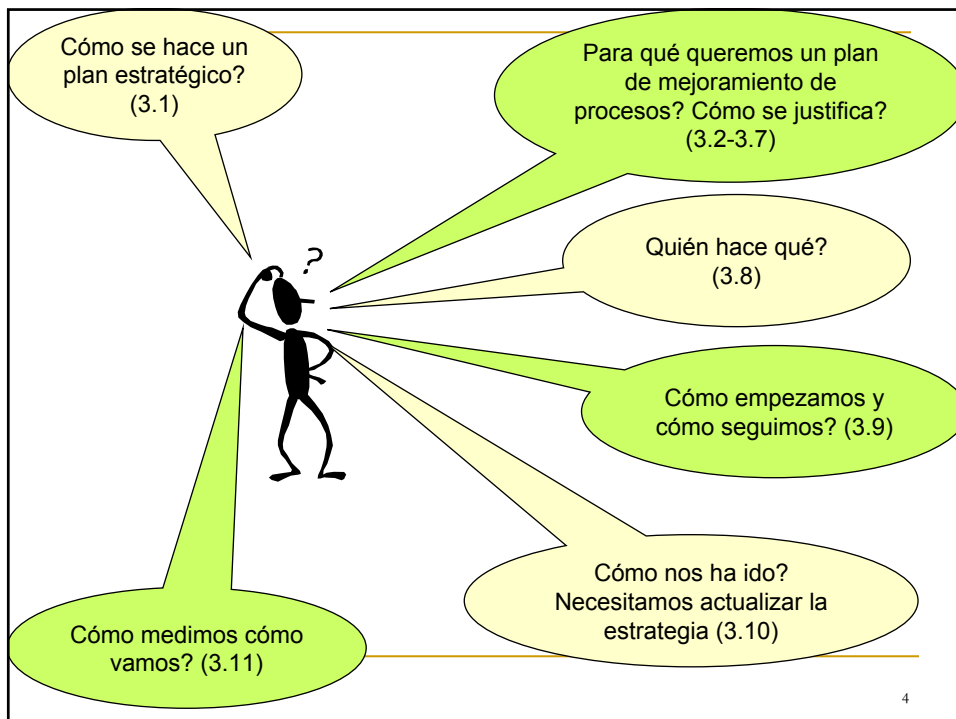 Cómo se hace un
plan estratégico?
(3.1)
Para qué queremos un plan
de mejoramiento de
procesos? Cómo se justifica?
(3.2-3.7)
?
Quién hace qué?
(3.8)
Cómo empezamos y
cómo seguimos? (3.9)
Cómo nos ha ido?
Necesitamos actualizar la
estrategia (3.10)
Cómo medimos cómo
vamos? (3.11)
4